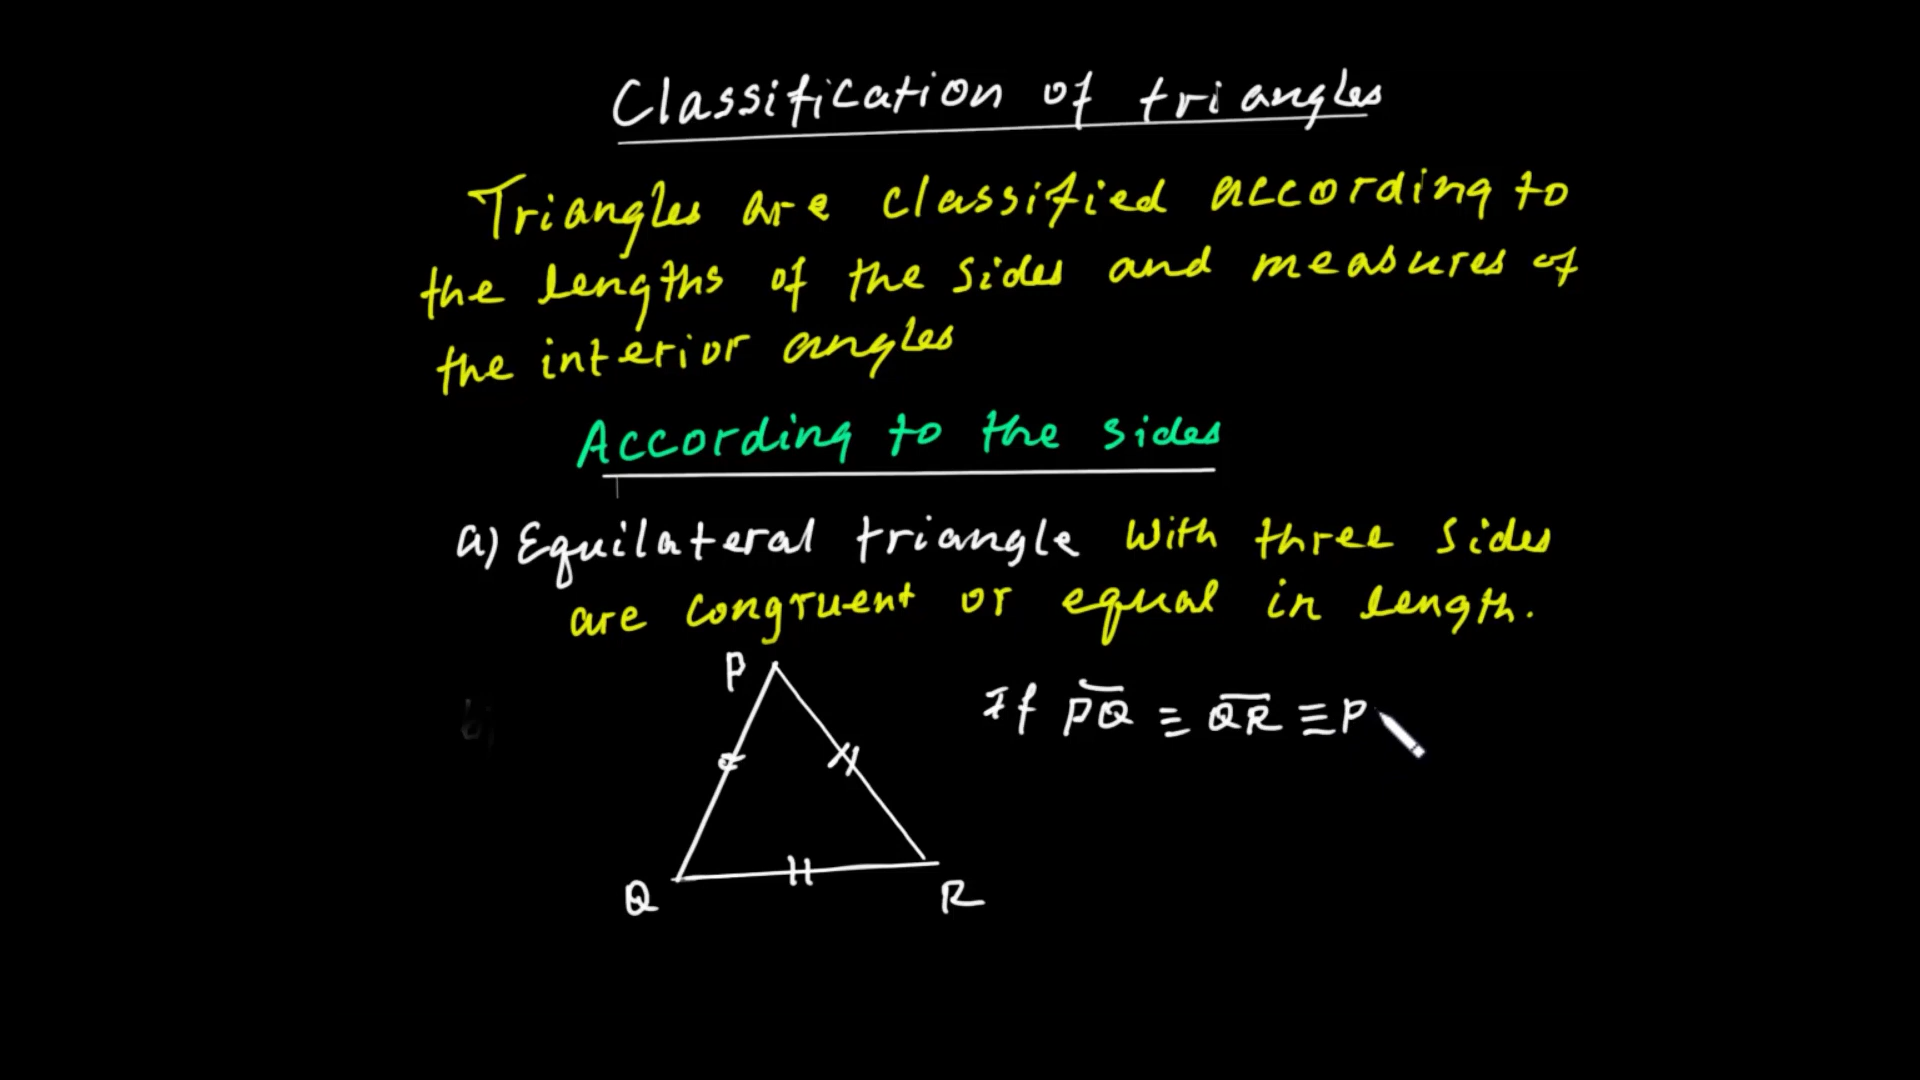 Classification of triangles
Triangles are classified according to
the lengths of the sides and measures of
the interior angles
According to the sides
a) Equilateral triangle with three sides
are congruent or equal in length.
P
If PQ ≡ QR ≡ P
Q
R